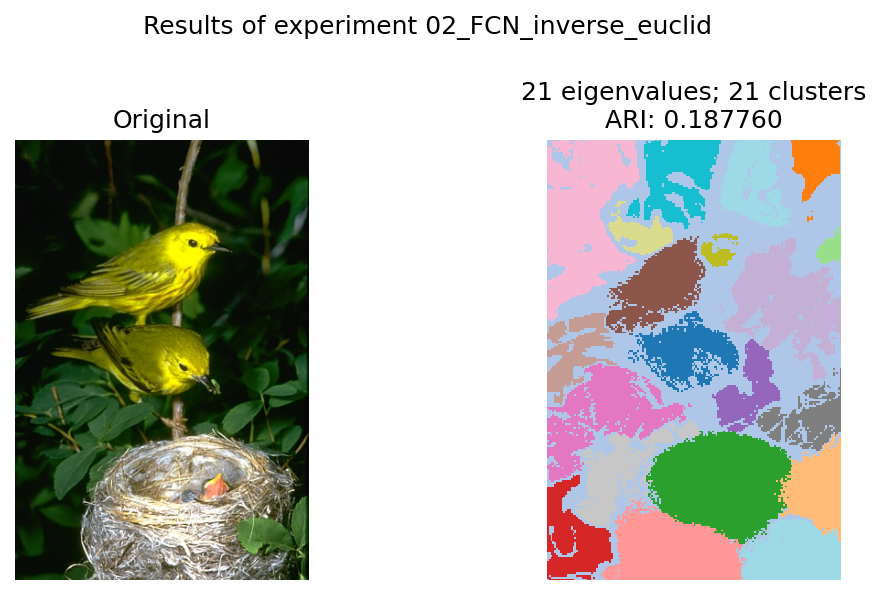 Results of experiment 02_FCN_inverse_euclid
Original
21 eigenvalues; 21 clusters
ARI: 0.187760